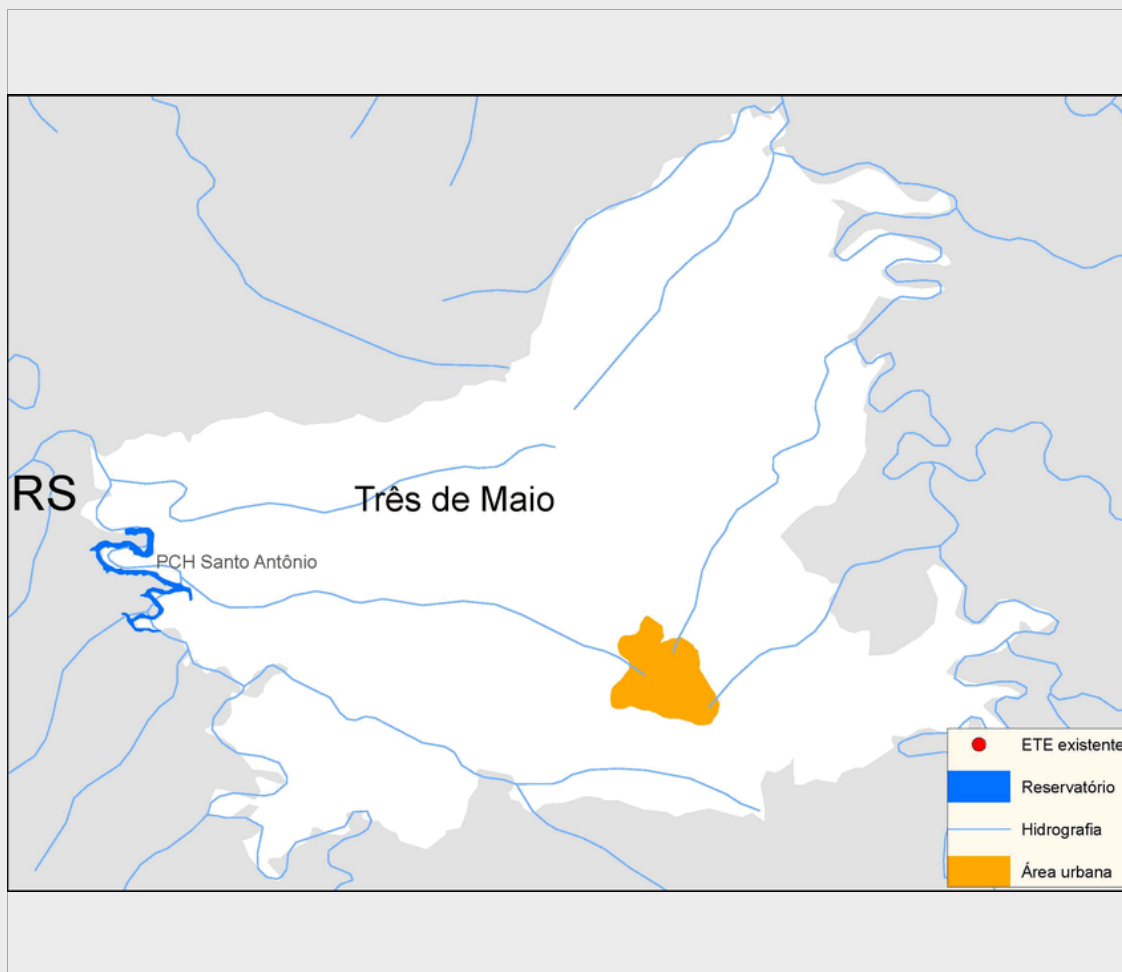 RS
Três de Maio
PCH Santo Antônio
ETE existente
Reservatório
Hidrografia
Área urbana